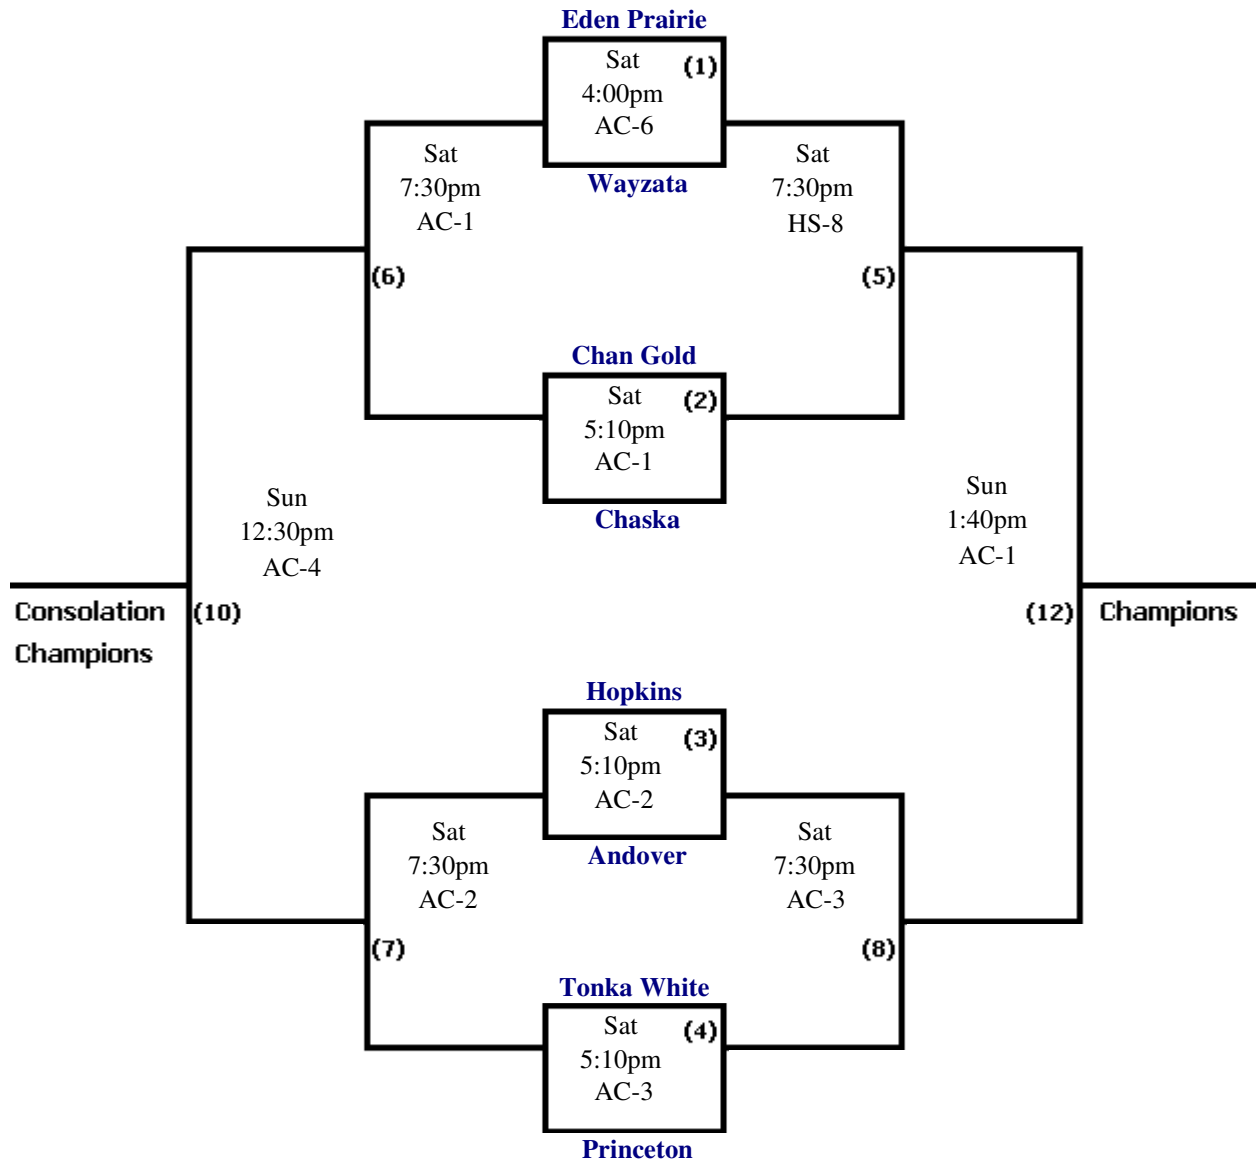 Eden Prairie
Sat (1)
4:00pm
AC-6
Wayzata
Sat
7:30pm
AC-1
(6)
Sat
7:30pm
HS-8
(5)
Chan Gold
Sat (2)
5:10pm
AC-1
Chaska
Sun
12:30pm
AC-4
Consolation
Champions
(10)
Sun
1:40pm
AC-1
(12)
Champions
Hopkins
Sat (3)
5:10pm
AC-2
Andover
Sat
7:30pm
AC-2
(7)
Sat
7:30pm
AC-3
(8)
Tonka White
Sat (4)
5:10pm
AC-3
Princeton